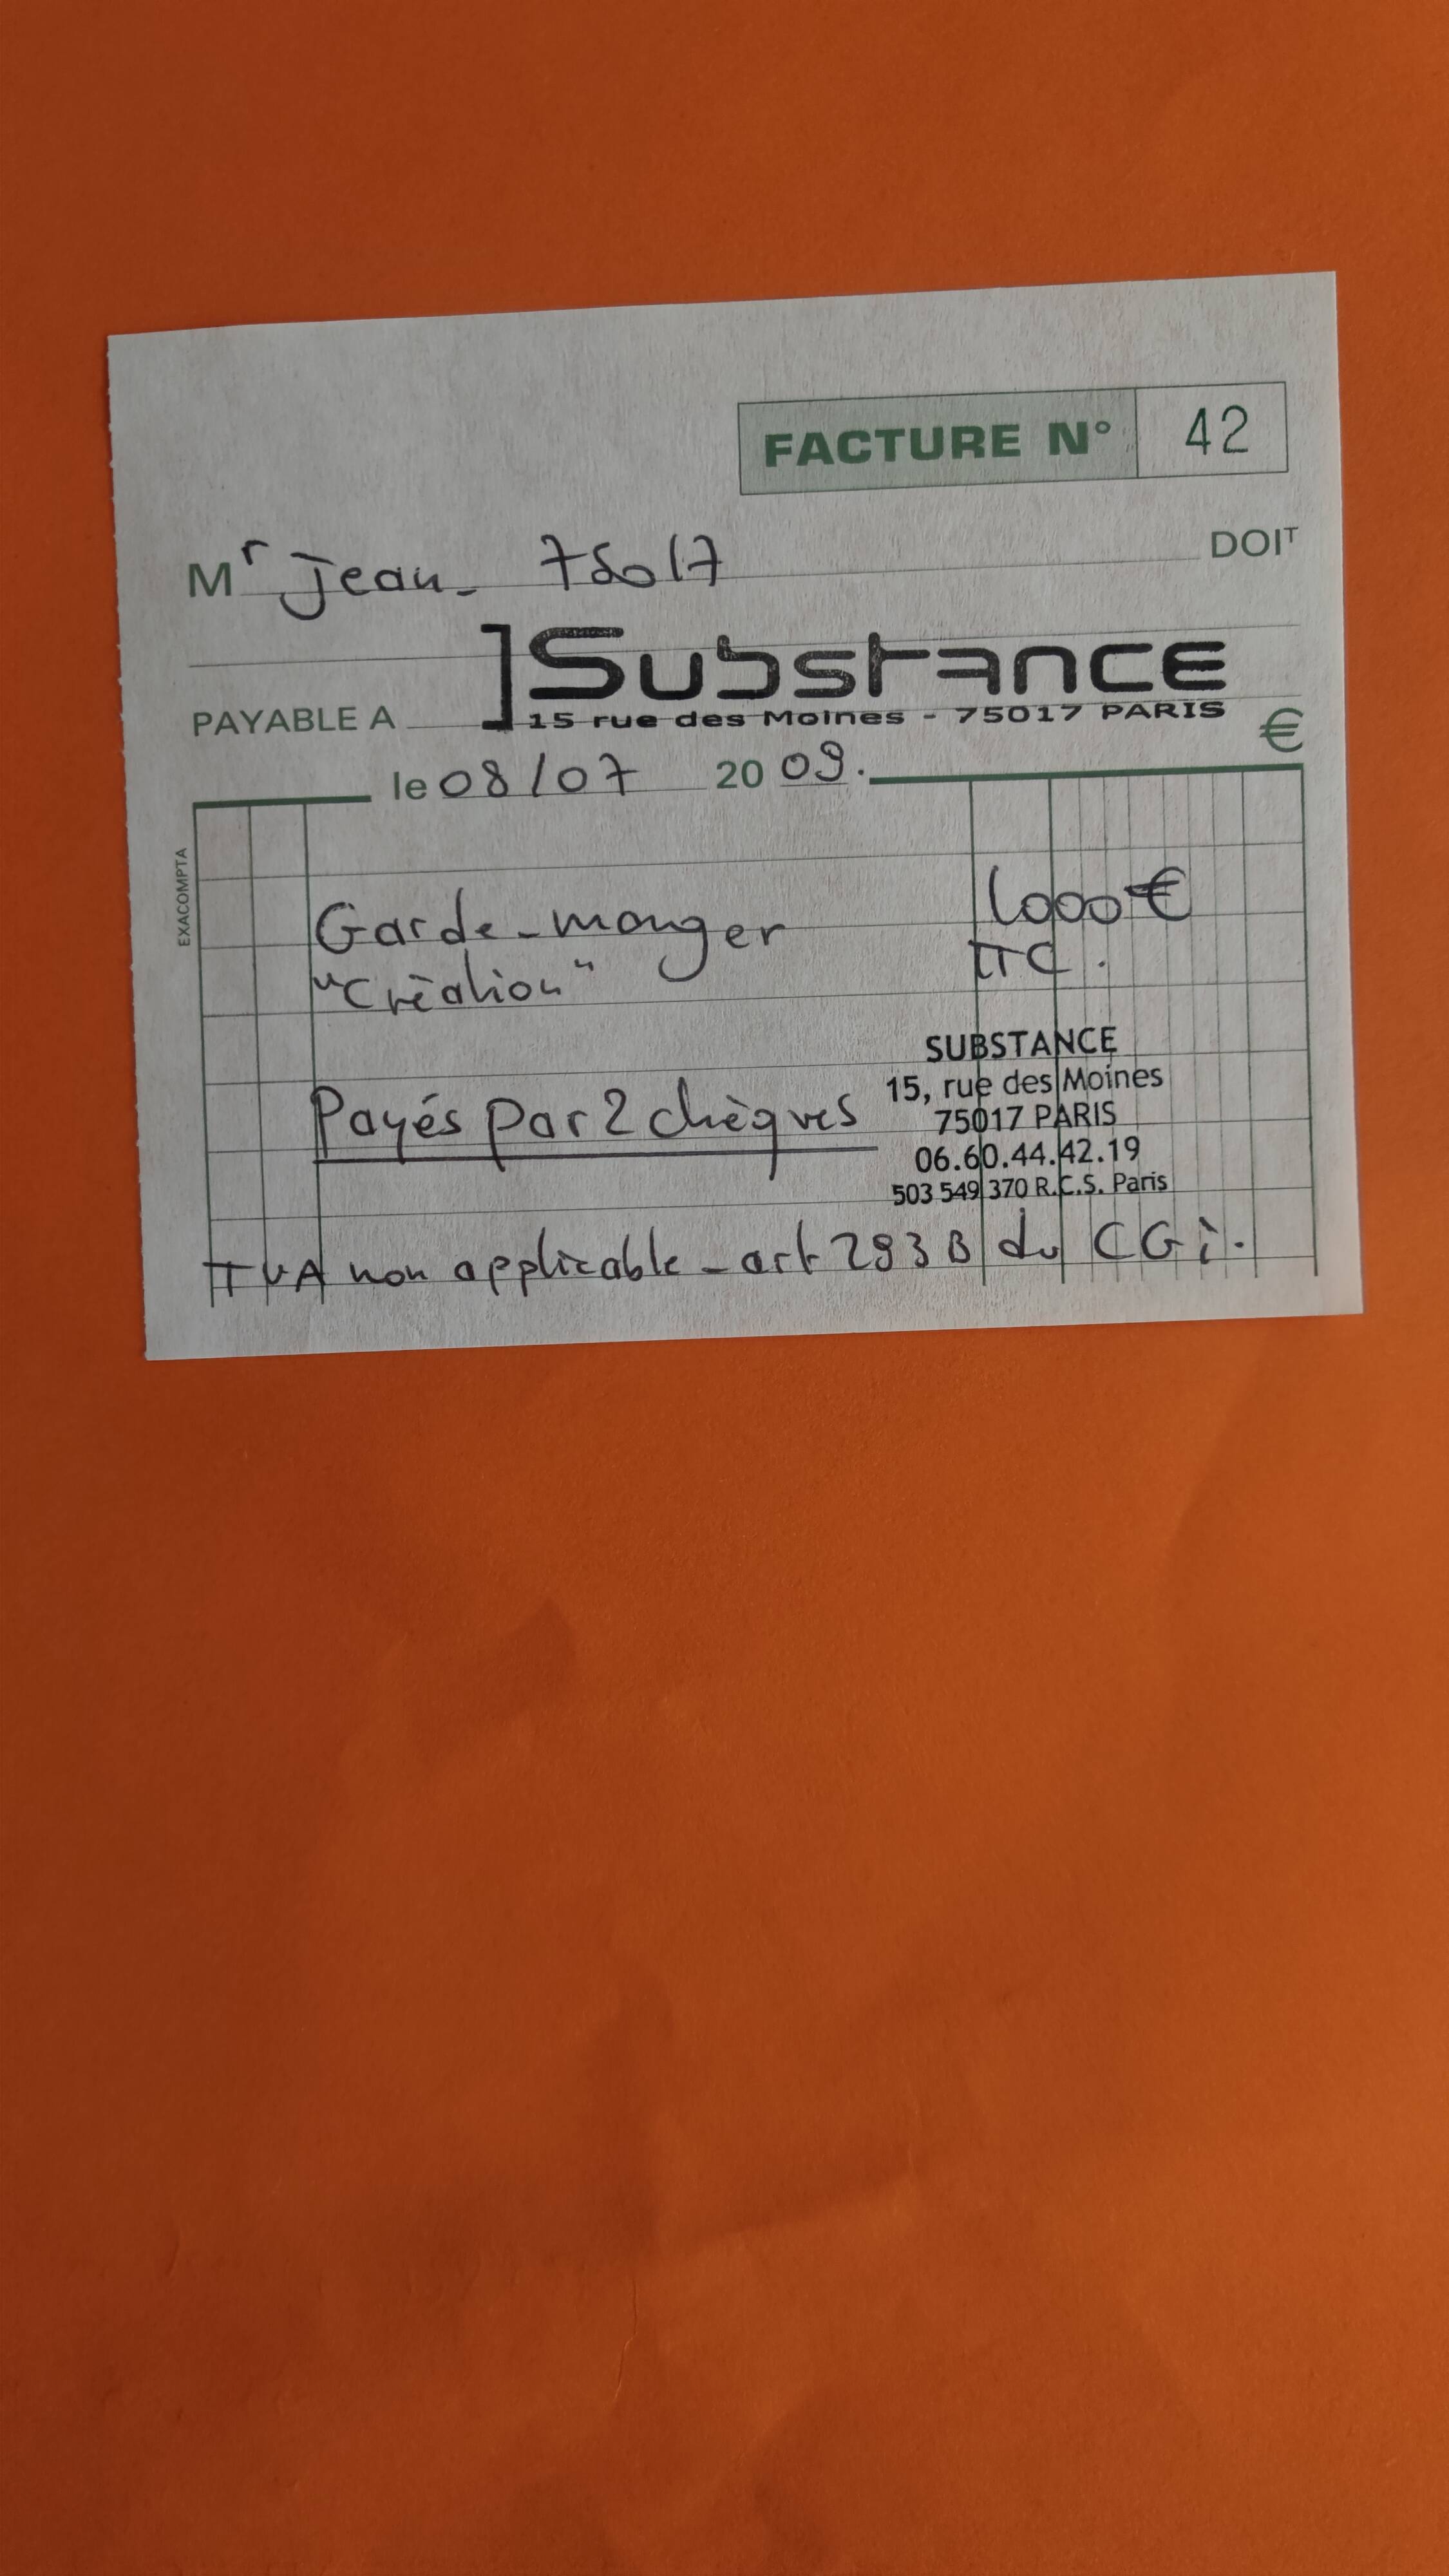 FACTURE N° 42
Mr Jean - 75017 DOIT
]Substance
PAYABLE A 15 rue des Moines - 75017 PARIS
€
le 08/07 2009.
EXACOMPTA
Garde-manger 1000€
"Création" TTC.
SUBSTANCE
15, rue des Moines
Payés par 2 chèques 75017 PARIS
06.60.44.42.19
503 549 370 R.C.S. Paris
TVA non applicable - art 293 B du CGi.